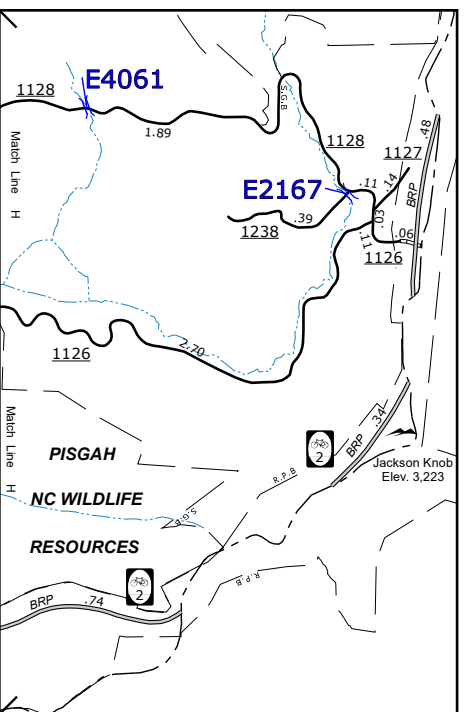 1128
E4061
1.89
S.G.B
1128
.48
1127
BRP
.14
.11
E2167
.39
.03
.11
.06
1238
1126
Match Line H
2.70
1126
BRP .34
2
Jackson Knob
Elev. 3,223
Match Line H
PISGAH
NC WILDLIFE
RESOURCES
R.P.B
S.G.B
R.P.B
2
BRP .74